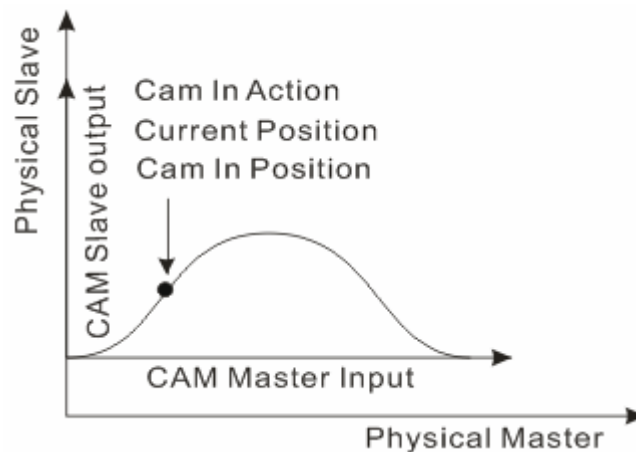 Physical Slave
CAM Slave output
Cam In Action
Current Position
Cam In Position
CAM Master Input
Physical Master